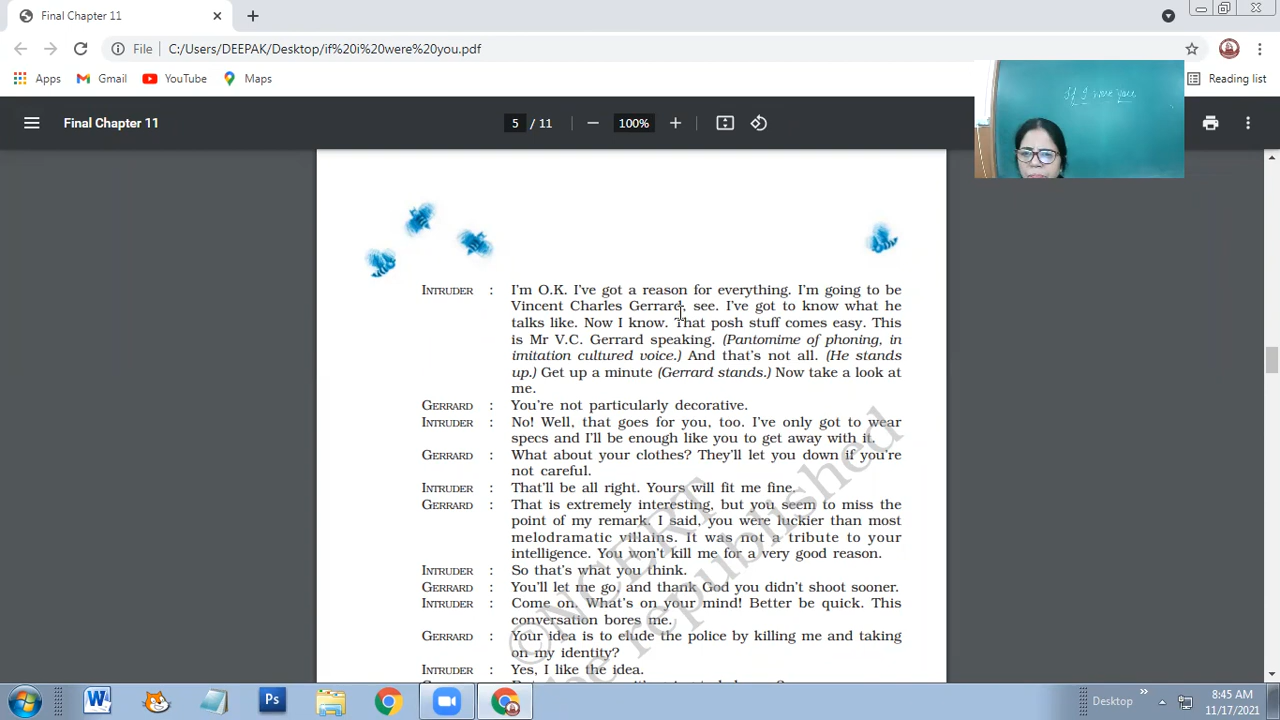 Final Chapter 11
File C:/Users/DEEPAK/Desktop/if%20i%20were%20you.pdf
Apps Gmail YouTube Maps Reading list
If I were you
Final Chapter 11 5 / 11 100%
INTRUDER : I'm O.K. I've got a reason for everything. I'm going to be
Vincent Charles Gerrard, see. I've got to know what he
talks like. Now I know. That posh stuff comes easy. This
is Mr V.C. Gerrard speaking. (Pantomime of phoning, in
imitation cultured voice.) And that's not all. (He stands
up.) Get up a minute (Gerrard stands.) Now take a look at
me.
GERRARD : You're not particularly decorative.
INTRUDER : No! Well, that goes for you, too. I've only got to wear
specs and I'll be enough like you to get away with it.
GERRARD : What about your clothes? They'll let you down if you're
not careful.
INTRUDER : That'll be all right. Yours will fit me fine.
GERRARD : That is extremely interesting, but you seem to miss the
point of my remark. I said, you were luckier than most
melodramatic villains. It was not a tribute to your
intelligence. You won't kill me for a very good reason.
INTRUDER : So that's what you think.
GERRARD : You'll let me go, and thank God you didn't shoot sooner.
INTRUDER : Come on. What's on your mind! Better be quick. This
conversation bores me.
GERRARD : Your idea is to elude the police by killing me and taking
on my identity?
INTRUDER : Yes, I like the idea.
©NCERT
be republished
W Ps Desktop 8:45 AM
11/17/2021